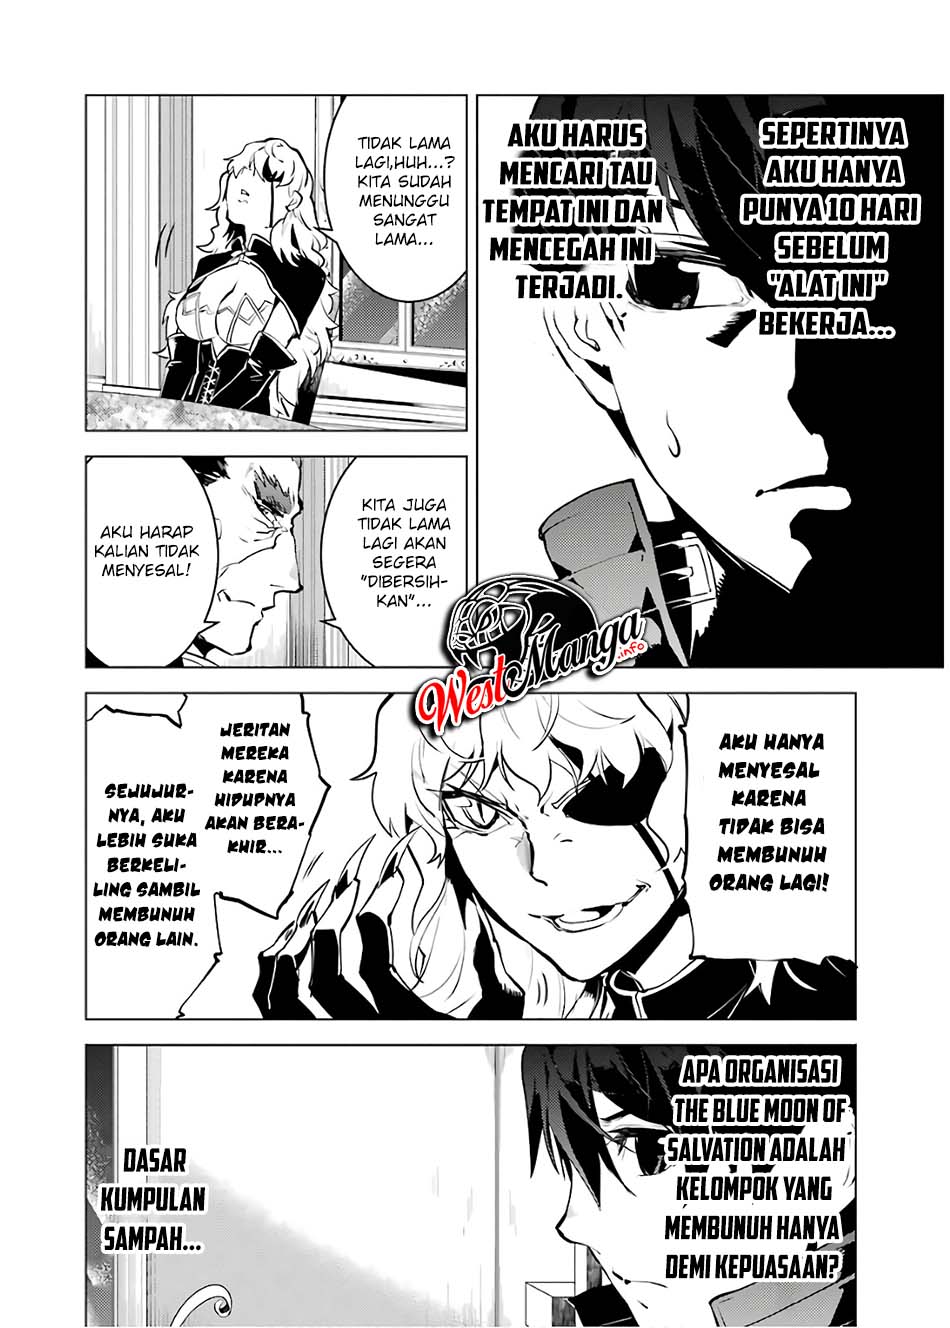 SEPERTINYA
AKU HANYA
PUNYA 10 HARI
SEBELUM
"ALAT INI"
BEKERJA...
AKU HARUS
MENCARI TAU
TEMPAT INI DAN
MENCEGAH INI
TERJADI.
TIDAK LAMA
LAGI,HUH...?
KITA SUDAH
MENUNGGU
SANGAT
LAMA...
KITA JUGA
TIDAK LAMA
LAGI AKAN
SEGERA
"DIBERSIH-
KAN"...
AKU HARAP
KALIAN TIDAK
MENYESAL!
WestManga
.info
AKU HANYA
MENYESAL
KARENA
TIDAK BISA
MEMBUNUH
ORANG LAGI!
JERITAN
MEREKA
KARENA
HIDUPNYA
AKAN BERA-
KHIR...
SEJUJUR-
NYA, AKU
LEBIH SUKA
BERKELI-
LING SAMBIL
MEMBUNUH
ORANG LAIN.
APA ORGANISASI
THE BLUE MOON OF
SALVATION ADALAH
KELOMPOK YANG
MEMBUNUH HANYA
DEMI KEPUASAAN?
DASAR
KUMPULAN
SAMPAH...